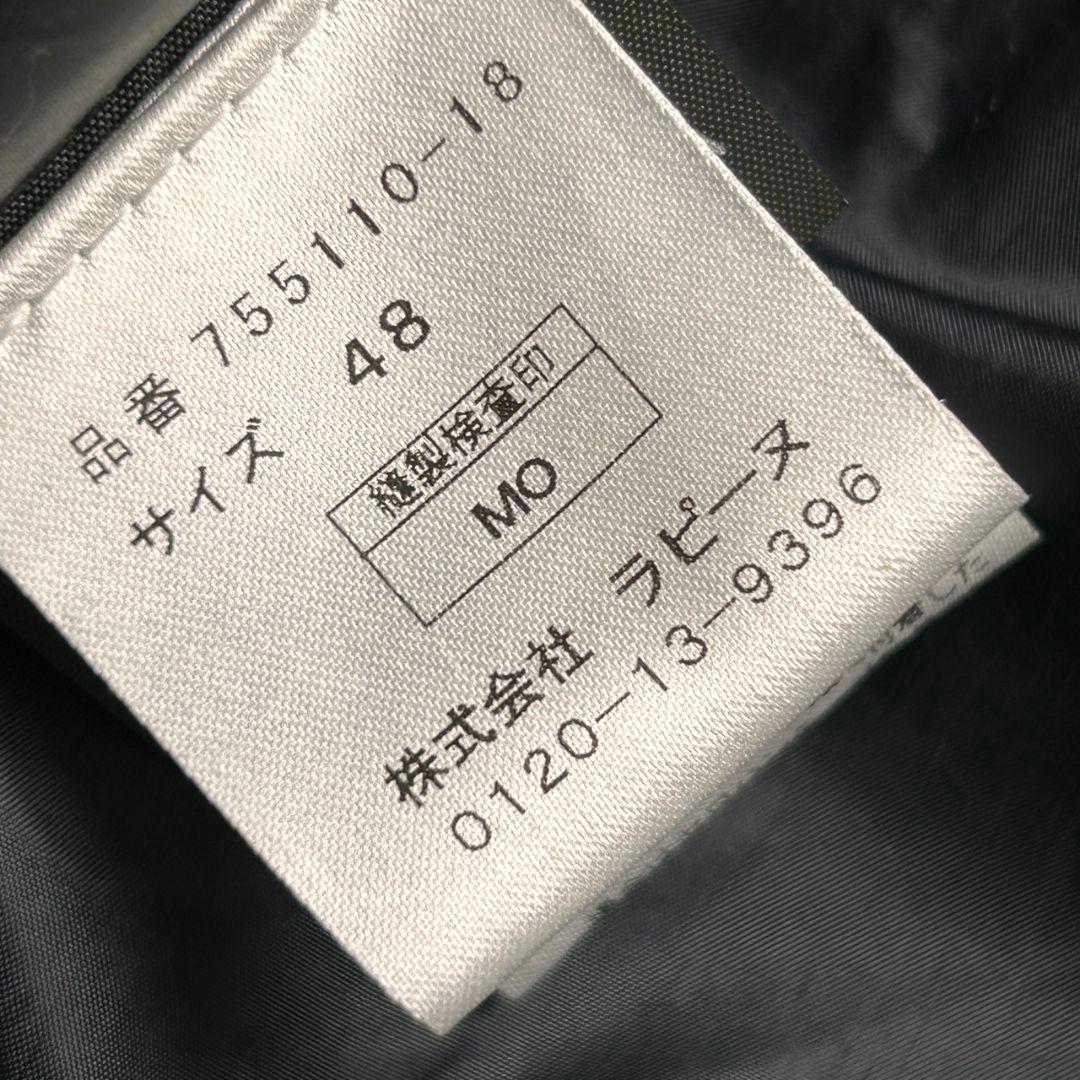 品番 755110-18
サイズ 48
縫製検査印
MO
株式会社 ラピーヌ
0120-13-9396